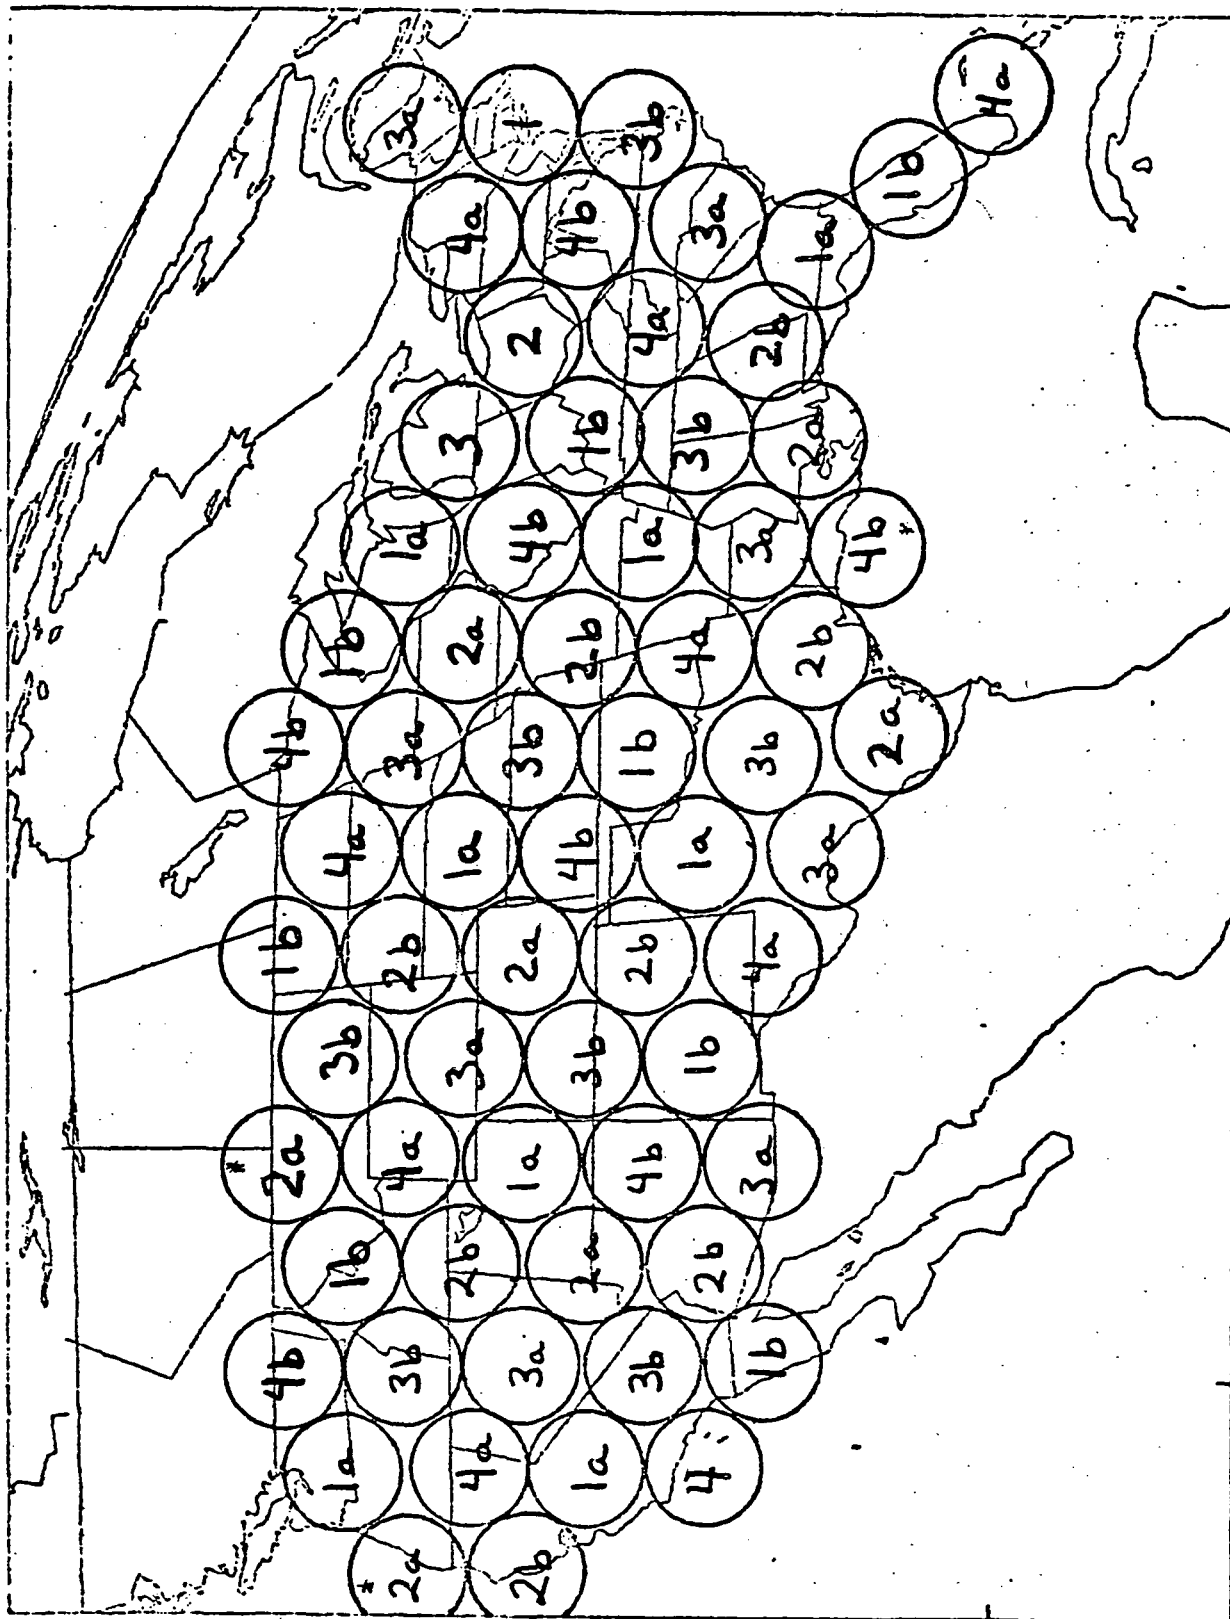 4b * 2a 1b 4b
1a 1b 3b 4a 1b
* 2a 3b 4a 2b 3a 1a 3a
4a 2b 3a 1a 2a 3 4a
2b 3a 1a 2a 3b 4b 2 1
1a 2a 3b 4b 2b 1b 4b
3b 4b 2b 1b 1a 4a 3b
4 2b 1b 1a 4a 3b 3a
1b 3a 4a 3b 3a 2b
3a 2b 2a 1a
2a 4b * 1b
4a